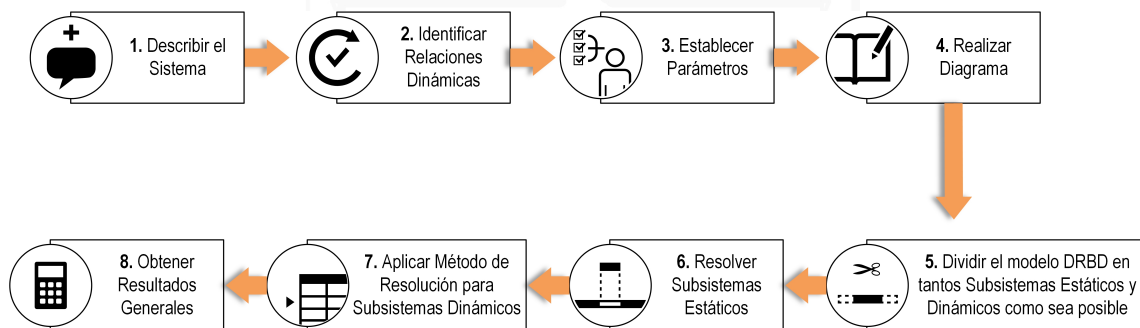 1. Describir el
Sistema
2. Identificar
Relaciones
Dinámicas
3. Establecer
Parámetros
4. Realizar
Diagrama
5. Dividir el modelo DRBD en
tantos Subsistemas Estáticos y
Dinámicos como sea posible
6. Resolver
Subsistemas
Estáticos
7. Aplicar Método de
Resolución para
Subsistemas Dinámicos
8. Obtener
Resultados
Generales